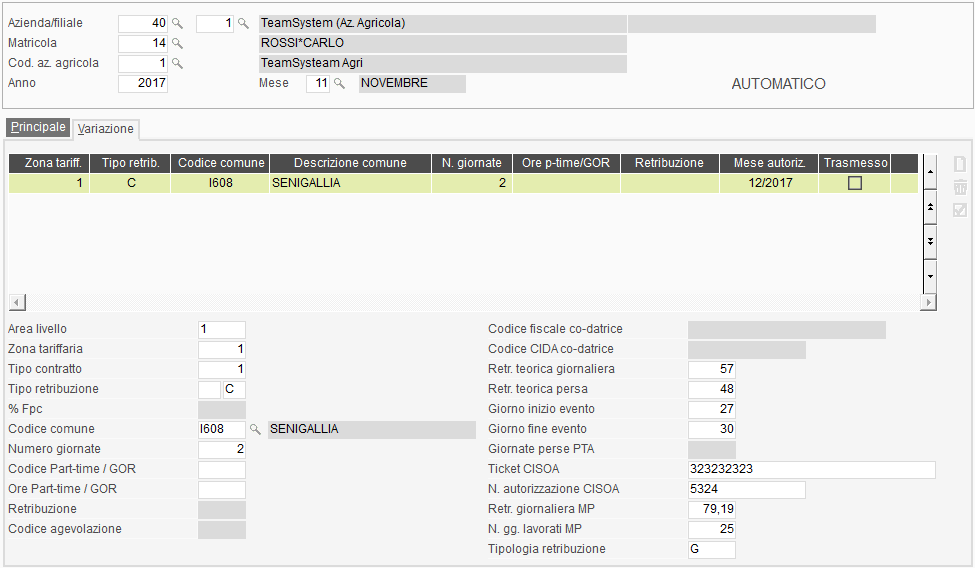 Azienda/filiale 40 1 TeamSystem (Az. Agricola)
Matricola 14 ROSSI*CARLO
Cod. az. agricola 1 TeamSysteam Agri
Anno 2017 Mese 11 NOVEMBRE AUTOMATICO
Principale Variazione
Zona tariff. Tipo retrib. Codice comune Descrizione comune N. giornate Ore p-time/GOR Retribuzione Mese autoriz. Trasmesso
1 C I608 SENIGALLIA 2 12/2017
Area livello 1 Codice fiscale co-datrice
Zona tariffaria 1 Codice CIDA co-datrice
Tipo contratto 1 Retr. teorica giornaliera 57
Tipo retribuzione C Retr. teorica persa 48
% Fpc Giorno inizio evento 27
Codice comune I608 SENIGALLIA Giorno fine evento 30
Numero giornate 2 Giornate perse PTA
Codice Part-time / GOR Ticket CISOA 323232323
Ore Part-time / GOR N. autorizzazione CISOA 5324
Retribuzione Retr. giornaliera MP 79,19
Codice agevolazione N. gg. lavorati MP 25
Tipologia retribuzione G